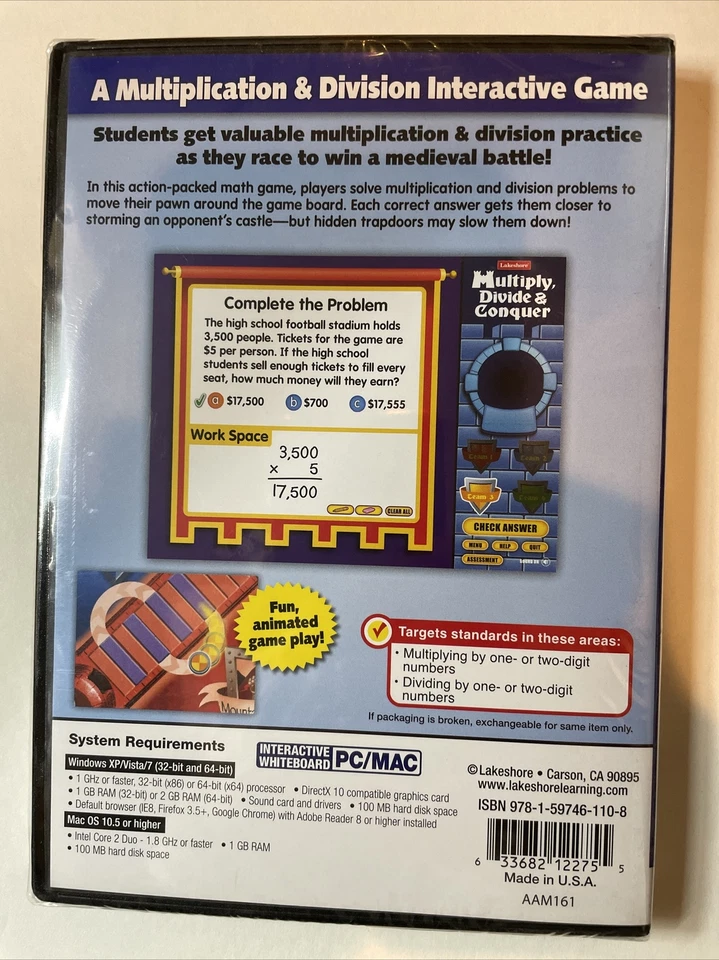 A Multiplication & Division Interactive Game
Students get valuable multiplication & division practice
as they race to win a medieval battle!
In this action-packed math game, players solve multiplication and division problems to
move their pawn around the game board. Each correct answer gets them closer to
storming an opponent's castle—but hidden trapdoors may slow them down!
Complete the Problem
The high school football stadium holds
3,500 people. Tickets for the game are
$5 per person. If the high school
students sell enough tickets to fill every
seat, how much money will they earn?
a $17,500 b $700 c $17,555
Work Space
3,500
× 5
17,500
CLEAR ALL
Lakeshore
Multiply,
Divide &
Conquer
Team 1 Team 2
Team 3 Team 4
CHECK ANSWER
MENU HELP QUIT
ASSESSMENT
Fun,
animated
game play!
Targets standards in these areas:
• Multiplying by one- or two-digit
numbers
• Dividing by one- or two-digit
numbers
If packaging is broken, exchangeable for same item only.
System Requirements
INTERACTIVE
WHITEBOARD PC/MAC
Windows XP/Vista/7 (32-bit and 64-bit)
• 1 GHz or faster, 32-bit (x86) or 64-bit (x64) processor • DirectX 10 compatible graphics card
• 1 GB RAM (32-bit) or 2 GB RAM (64-bit) • Sound card and drivers • 100 MB hard disk space
• Default browser (IE8, Firefox 3.5+, Google Chrome) with Adobe Reader 8 or higher installed
Mac OS 10.5 or higher
• Intel Core 2 Duo - 1.8 GHz or faster • 1 GB RAM
• 100 MB hard disk space
© Lakeshore • Carson, CA 90895
www.lakeshorelearning.com
ISBN 978-1-59746-110-8
6 33682 12275 5
Made in U.S.A.
AAM161